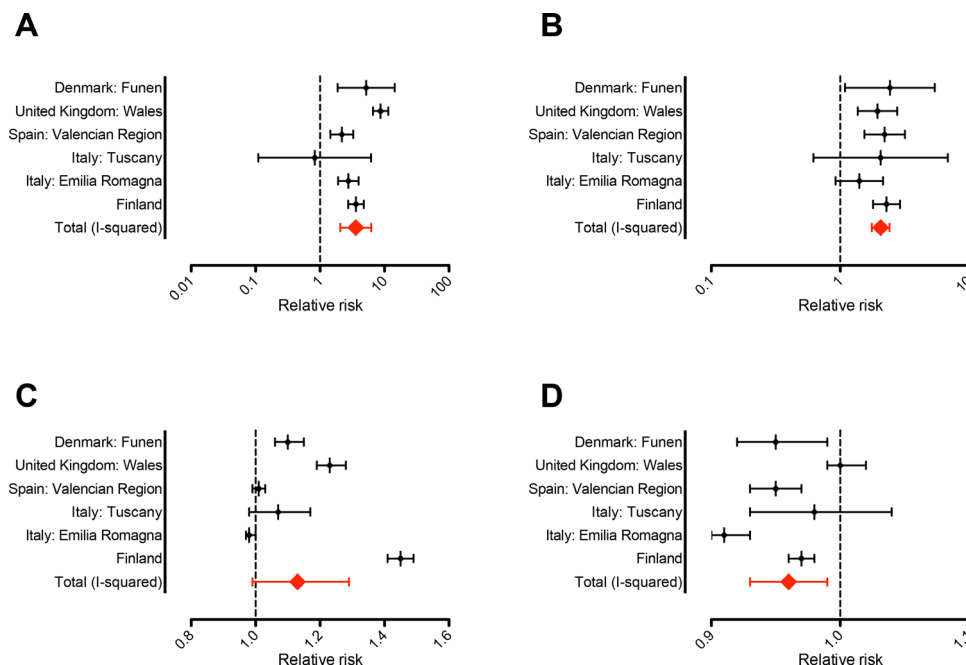 A
Denmark: Funen
United Kingdom: Wales
Spain: Valencian Region
Italy: Tuscany
Italy: Emilia Romagna
Finland
Total (I-squared)
0.01 0.1 1 10 100
Relative risk
B
Denmark: Funen
United Kingdom: Wales
Spain: Valencian Region
Italy: Tuscany
Italy: Emilia Romagna
Finland
Total (I-squared)
0.1 1 10
Relative risk
C
Denmark: Funen
United Kingdom: Wales
Spain: Valencian Region
Italy: Tuscany
Italy: Emilia Romagna
Finland
Total (I-squared)
0.8 1.0 1.2 1.4 1.6
Relative risk
D
Denmark: Funen
United Kingdom: Wales
Spain: Valencian Region
Italy: Tuscany
Italy: Emilia Romagna
Finland
Total (I-squared)
0.9 1.0 1.1
Relative risk